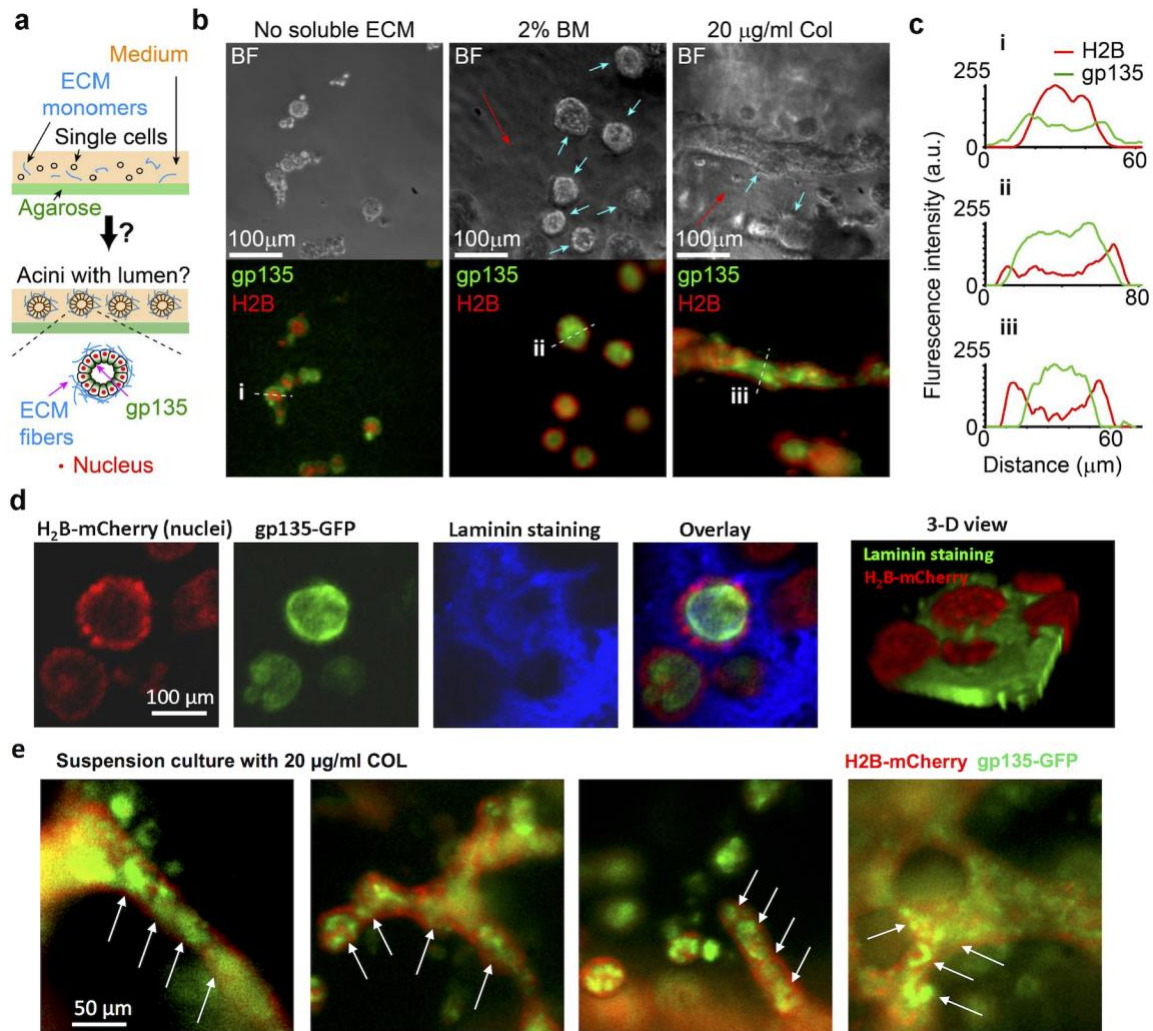 a
Medium
ECM
monomers
Single cells
Agarose
?
Acini with lumen?
ECM
fibers
gp135
• Nucleus
b
No soluble ECM
2% BM
20 μg/ml Col
BF
BF
BF
100μm
100μm
100μm
gp135
H2B
gp135
H2B
gp135
H2B
i
ii
iii
c
i
H2B
gp135
255
0
0
60
ii
255
0
0
80
iii
255
0
0
60
Flurescence intensity (a.u.)
Distance (μm)
d
H2B-mCherry (nuclei)
gp135-GFP
Laminin staining
Overlay
3-D view
100 μm
Laminin staining
H2B-mCherry
e
Suspension culture with 20 μg/ml COL
H2B-mCherry gp135-GFP
50 μm